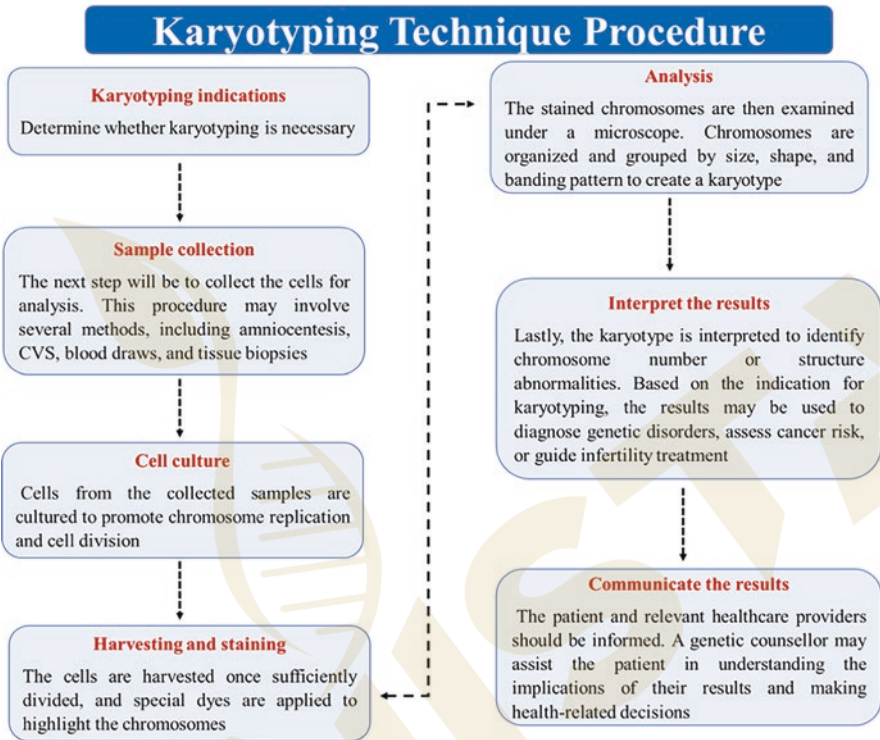 Karyotyping Technique Procedure
Karyotyping indications
Determine whether karyotyping is necessary
Sample collection
The next step will be to collect the cells for
analysis. This procedure may involve
several methods, including amniocentesis,
CVS, blood draws, and tissue biopsies
Cell culture
Cells from the collected samples are
cultured to promote chromosome replication
and cell division
Harvesting and staining
The cells are harvested once sufficiently
divided, and special dyes are applied to
highlight the chromosomes
Analysis
The stained chromosomes are then examined
under a microscope. Chromosomes are
organized and grouped by size, shape, and
banding pattern to create a karyotype
Interpret the results
Lastly, the karyotype is interpreted to identify
chromosome number or structure
abnormalities. Based on the indication for
karyotyping, the results may be used to
diagnose genetic disorders, assess cancer risk,
or guide infertility treatment
Communicate the results
The patient and relevant healthcare providers
should be informed. A genetic counsellor may
assist the patient in understanding the
implications of their results and making
health-related decisions